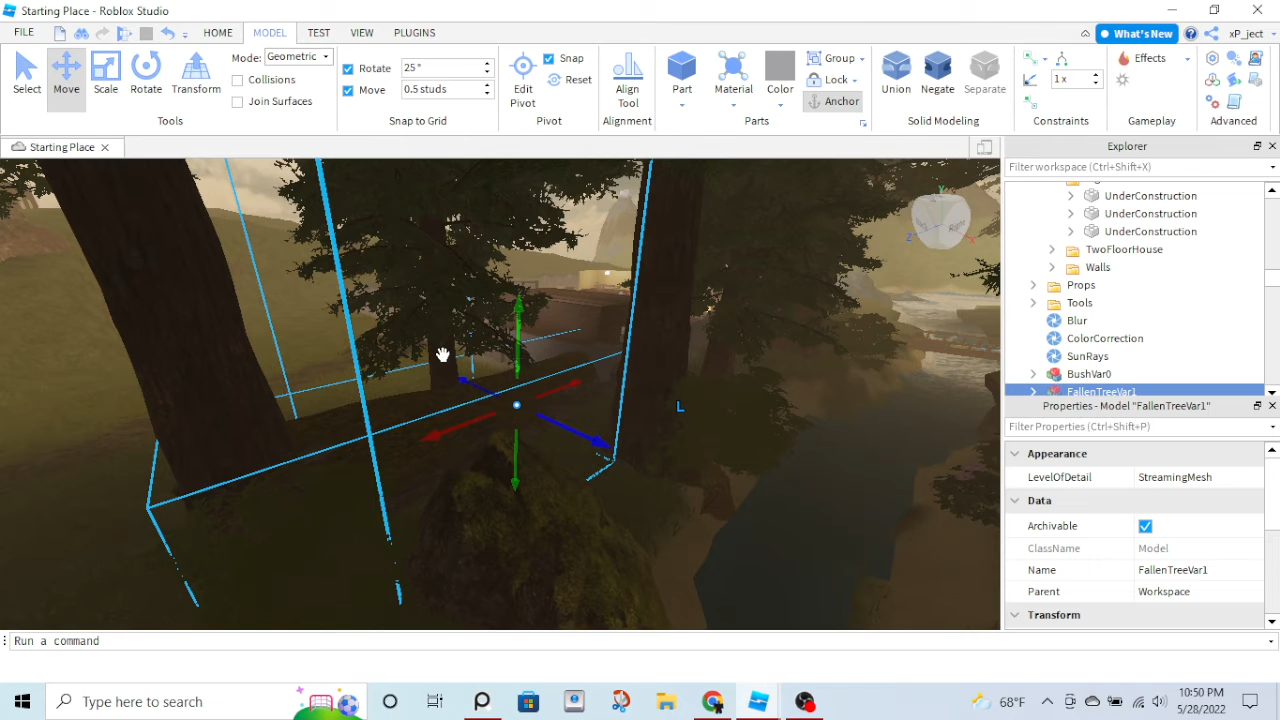 Starting Place - Roblox Studio
FILE HOME MODEL TEST VIEW PLUGINS What's New xP_ject
Select Move Scale Rotate Transform
Mode: Geometric
Collisions
Join Surfaces
Tools
Rotate 25°
Move 0.5 studs
Snap to Grid
Edit Pivot
Snap
Reset
Pivot
Align Tool
Alignment
Part Material Color
Group
Lock
Anchor
Parts
Union Negate Separate
Solid Modeling
1 x
Constraints
Effects
Gameplay
Advanced
Starting Place
Explorer
Filter workspace (Ctrl+Shift+X)
UnderConstruction
UnderConstruction
UnderConstruction
TwoFloorHouse
Walls
Props
Tools
Blur
ColorCorrection
SunRays
BushVar0
FallenTreeVar1
Properties - Model "FallenTreeVar1"
Filter Properties (Ctrl+Shift+P)
Appearance
LevelOfDetail StreamingMesh
Data
Archivable
ClassName Model
Name FallenTreeVar1
Parent Workspace
Transform
Right
Y
Z
X
L
Run a command
Type here to search
68°F
10:50 PM
5/28/2022